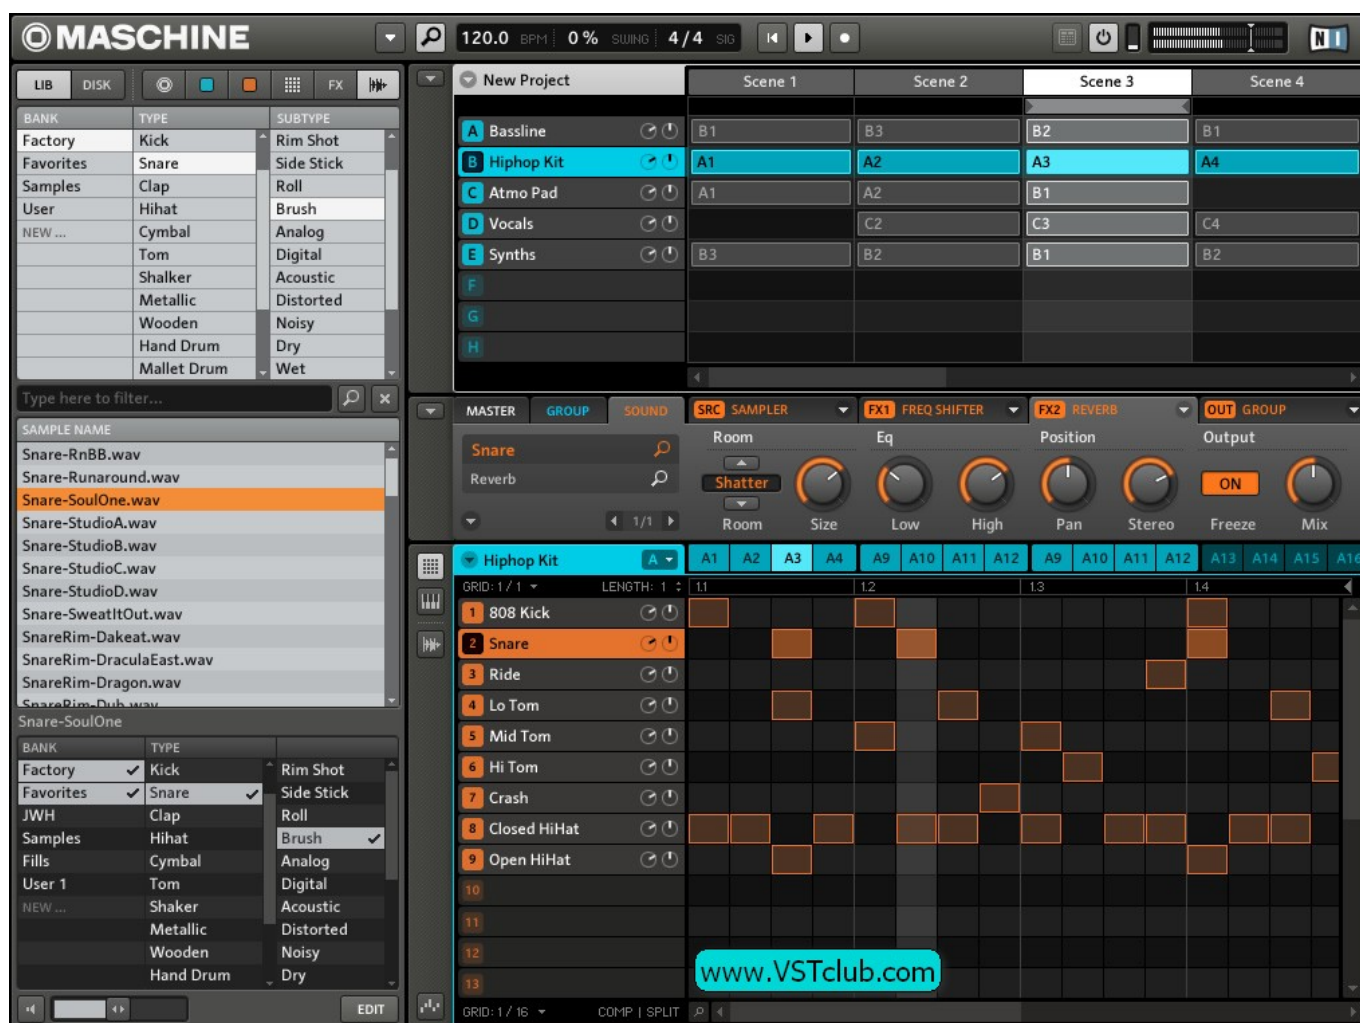 MASCHINE
120.0 BPM 0% SWING 4/4 SIG
NI
LIB DISK FX
BANK TYPE SUBTYPE
Factory Kick Rim Shot
Favorites Snare Side Stick
Samples Clap Roll
User Hihat Brush
NEW ... Cymbal Analog
Tom Digital
Shalker Acoustic
Metallic Distorted
Wooden Noisy
Hand Drum Dry
Mallet Drum Wet
Type here to filter...
SAMPLE NAME
Snare-RnBB.wav
Snare-Runaround.wav
Snare-SoulOne.wav
Snare-StudioA.wav
Snare-StudioB.wav
Snare-StudioC.wav
Snare-StudioD.wav
Snare-SweatItOut.wav
SnareRim-Dakeat.wav
SnareRim-DraculaEast.wav
SnareRim-Dragon.wav
SnareRim-Dub.wav
Snare-SoulOne
BANK TYPE
Factory Kick Rim Shot
Favorites Snare Side Stick
JWH Clap Roll
Samples Hihat Brush
Fills Cymbal Analog
User 1 Tom Digital
NEW ... Shaker Acoustic
Metallic Distorted
Wooden Noisy
Hand Drum Dry
EDIT
New Project Scene 1 Scene 2 Scene 3 Scene 4
A Bassline B1 B3 B2 B1
B Hiphop Kit A1 A2 A3 A4
C Atmo Pad A1 A2 B1
D Vocals C2 C3 C4
E Synths B3 B2 B1 B2
F
G
H
MASTER GROUP SOUND SRC SAMPLER FX1 FREQ SHIFTER FX2 REVERB OUT GROUP
Room Eq Position Output
Snare
Reverb Shatter ON
1/1 Room Size Low High Pan Stereo Freeze Mix
Hiphop Kit A A1 A2 A3 A4 A9 A10 A11 A12 A9 A10 A11 A12 A13 A14 A15 A16
GRID: 1 / 1 LENGTH: 1 1.1 1.2 1.3 1.4
1 808 Kick
2 Snare
3 Ride
4 Lo Tom
5 Mid Tom
6 Hi Tom
7 Crash
8 Closed HiHat
9 Open HiHat
10
11
12
13
www.VSTclub.com
GRID: 1 / 16 COMP | SPLIT